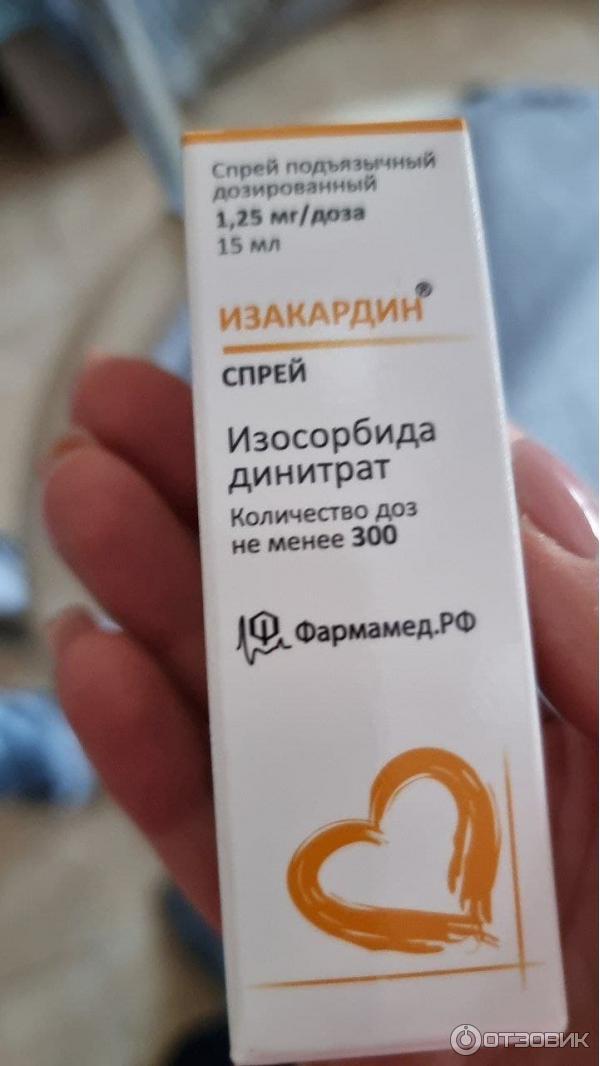 Спрей подъязычный
дозированный
1,25 мг/доза
15 мл
ИЗАКАРДИН®
СПРЕЙ
Изосорбида
динитрат
Количество доз
не менее 300
Фармамед.РФ
ОТЗОВИК